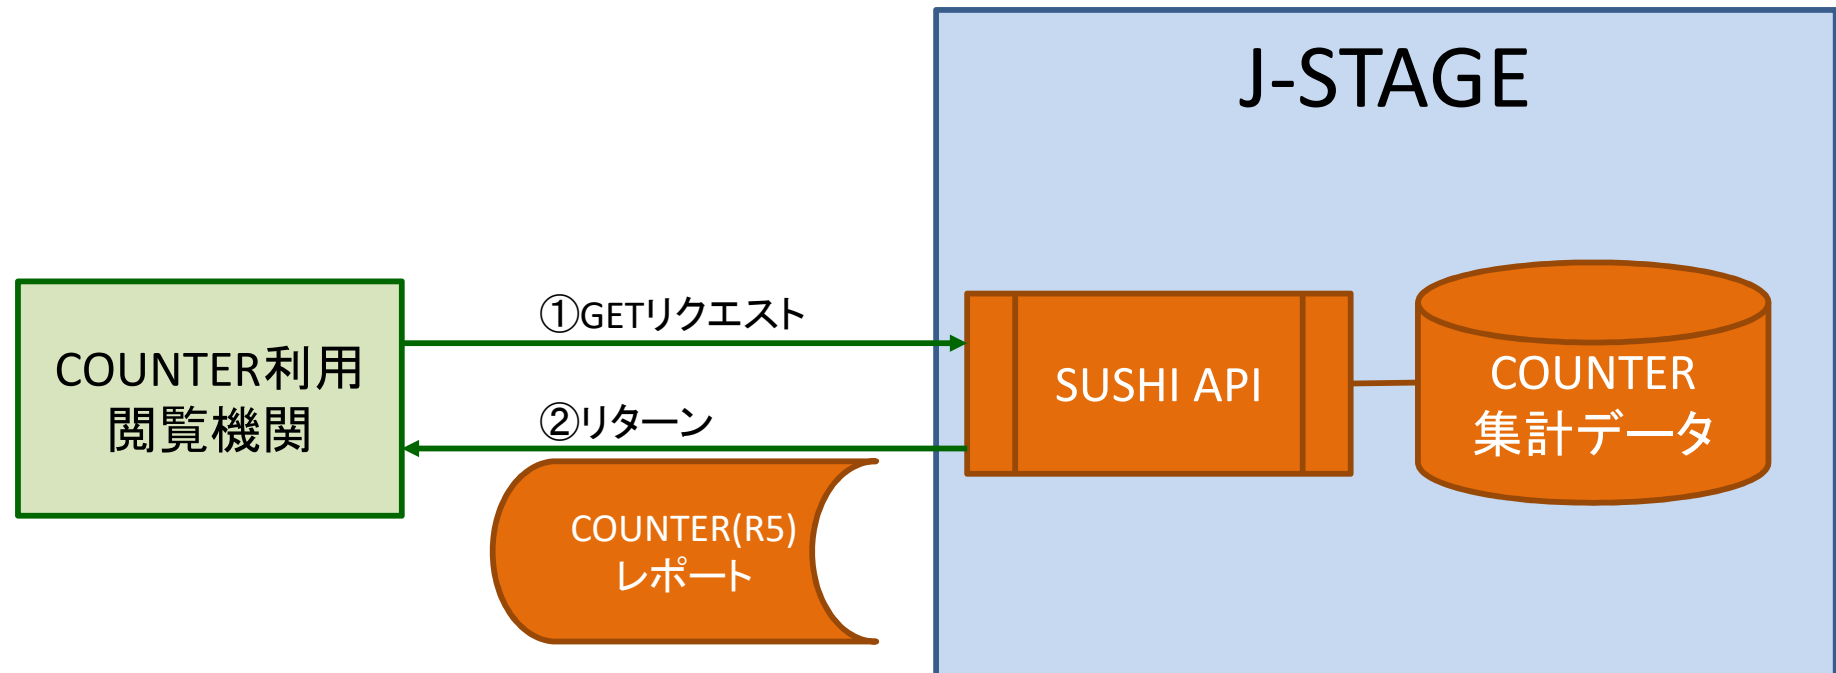 J-STAGE
COUNTER利用
閲覧機関
①GETリクエスト
②リターン
COUNTER(R5)
レポート
SUSHI API
COUNTER
集計データ